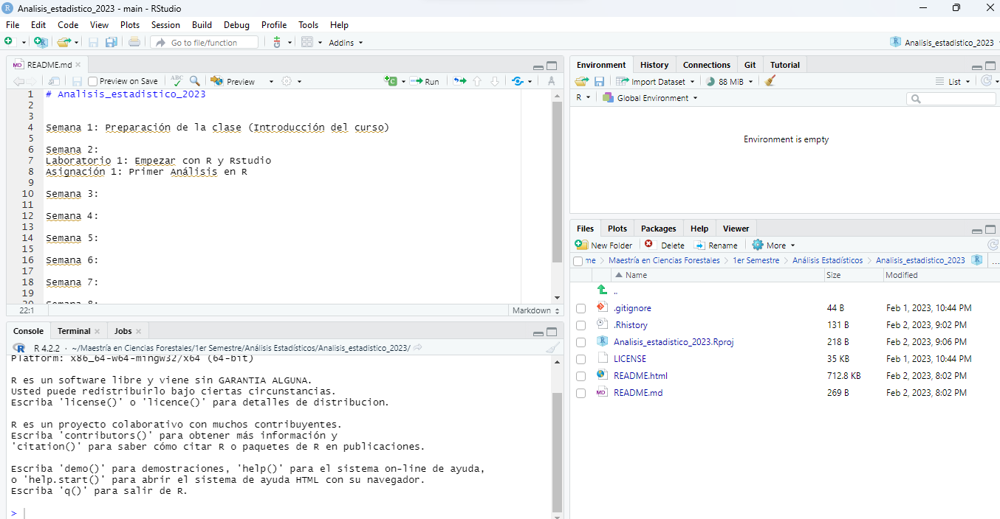 Analisis_estadistico_2023 - main - RStudio
File Edit Code View Plots Session Build Debug Profile Tools Help
Go to file/function Addins Analisis_estadistico_2023
README.md
Preview on Save ABC Preview Run
1 # Analisis_estadistico_2023
2
3
4 Semana 1: Preparación de la clase (Introducción del curso)
5
6 Semana 2:
7 Laboratorio 1: Empezar con R y Rstudio
8 Asignación 1: Primer Análisis en R
9
10 Semana 3:
11
12 Semana 4:
13
14 Semana 5:
15
16 Semana 6:
17
18 Semana 7:
19
20 Semana 8:
22:1 Markdown
Console Terminal Jobs
R 4.2.2 · ~/Maestría en Ciencias Forestales/1er Semestre/Análisis Estadísticos/Analisis_estadistico_2023/
Platform: x86_64-w64-mingw32/x64 (64-bit)
R es un software libre y viene sin GARANTIA ALGUNA.
Usted puede redistribuirlo bajo ciertas circunstancias.
Escriba 'license()' o 'licence()' para detalles de distribucion.
R es un proyecto colaborativo con muchos contribuyentes.
Escriba 'contributors()' para obtener más información y
'citation()' para saber cómo citar R o paquetes de R en publicaciones.
Escriba 'demo()' para demostraciones, 'help()' para el sistema on-line de ayuda,
o 'help.start()' para abrir el sistema de ayuda HTML con su navegador.
Escriba 'q()' para salir de R.
>
Environment History Connections Git Tutorial
Import Dataset 88 MiB List
R Global Environment
Environment is empty
Files Plots Packages Help Viewer
New Folder Delete Rename More
me > Maestría en Ciencias Forestales > 1er Semestre > Análisis Estadísticos > Analisis_estadistico_2023 ...
Name Size Modified
..
.gitignore 44 B Feb 1, 2023, 10:44 PM
.Rhistory 131 B Feb 2, 2023, 9:02 PM
Analisis_estadistico_2023.Rproj 218 B Feb 2, 2023, 9:06 PM
LICENSE 35 KB Feb 1, 2023, 10:44 PM
README.html 712.8 KB Feb 2, 2023, 8:02 PM
README.md 269 B Feb 2, 2023, 8:02 PM